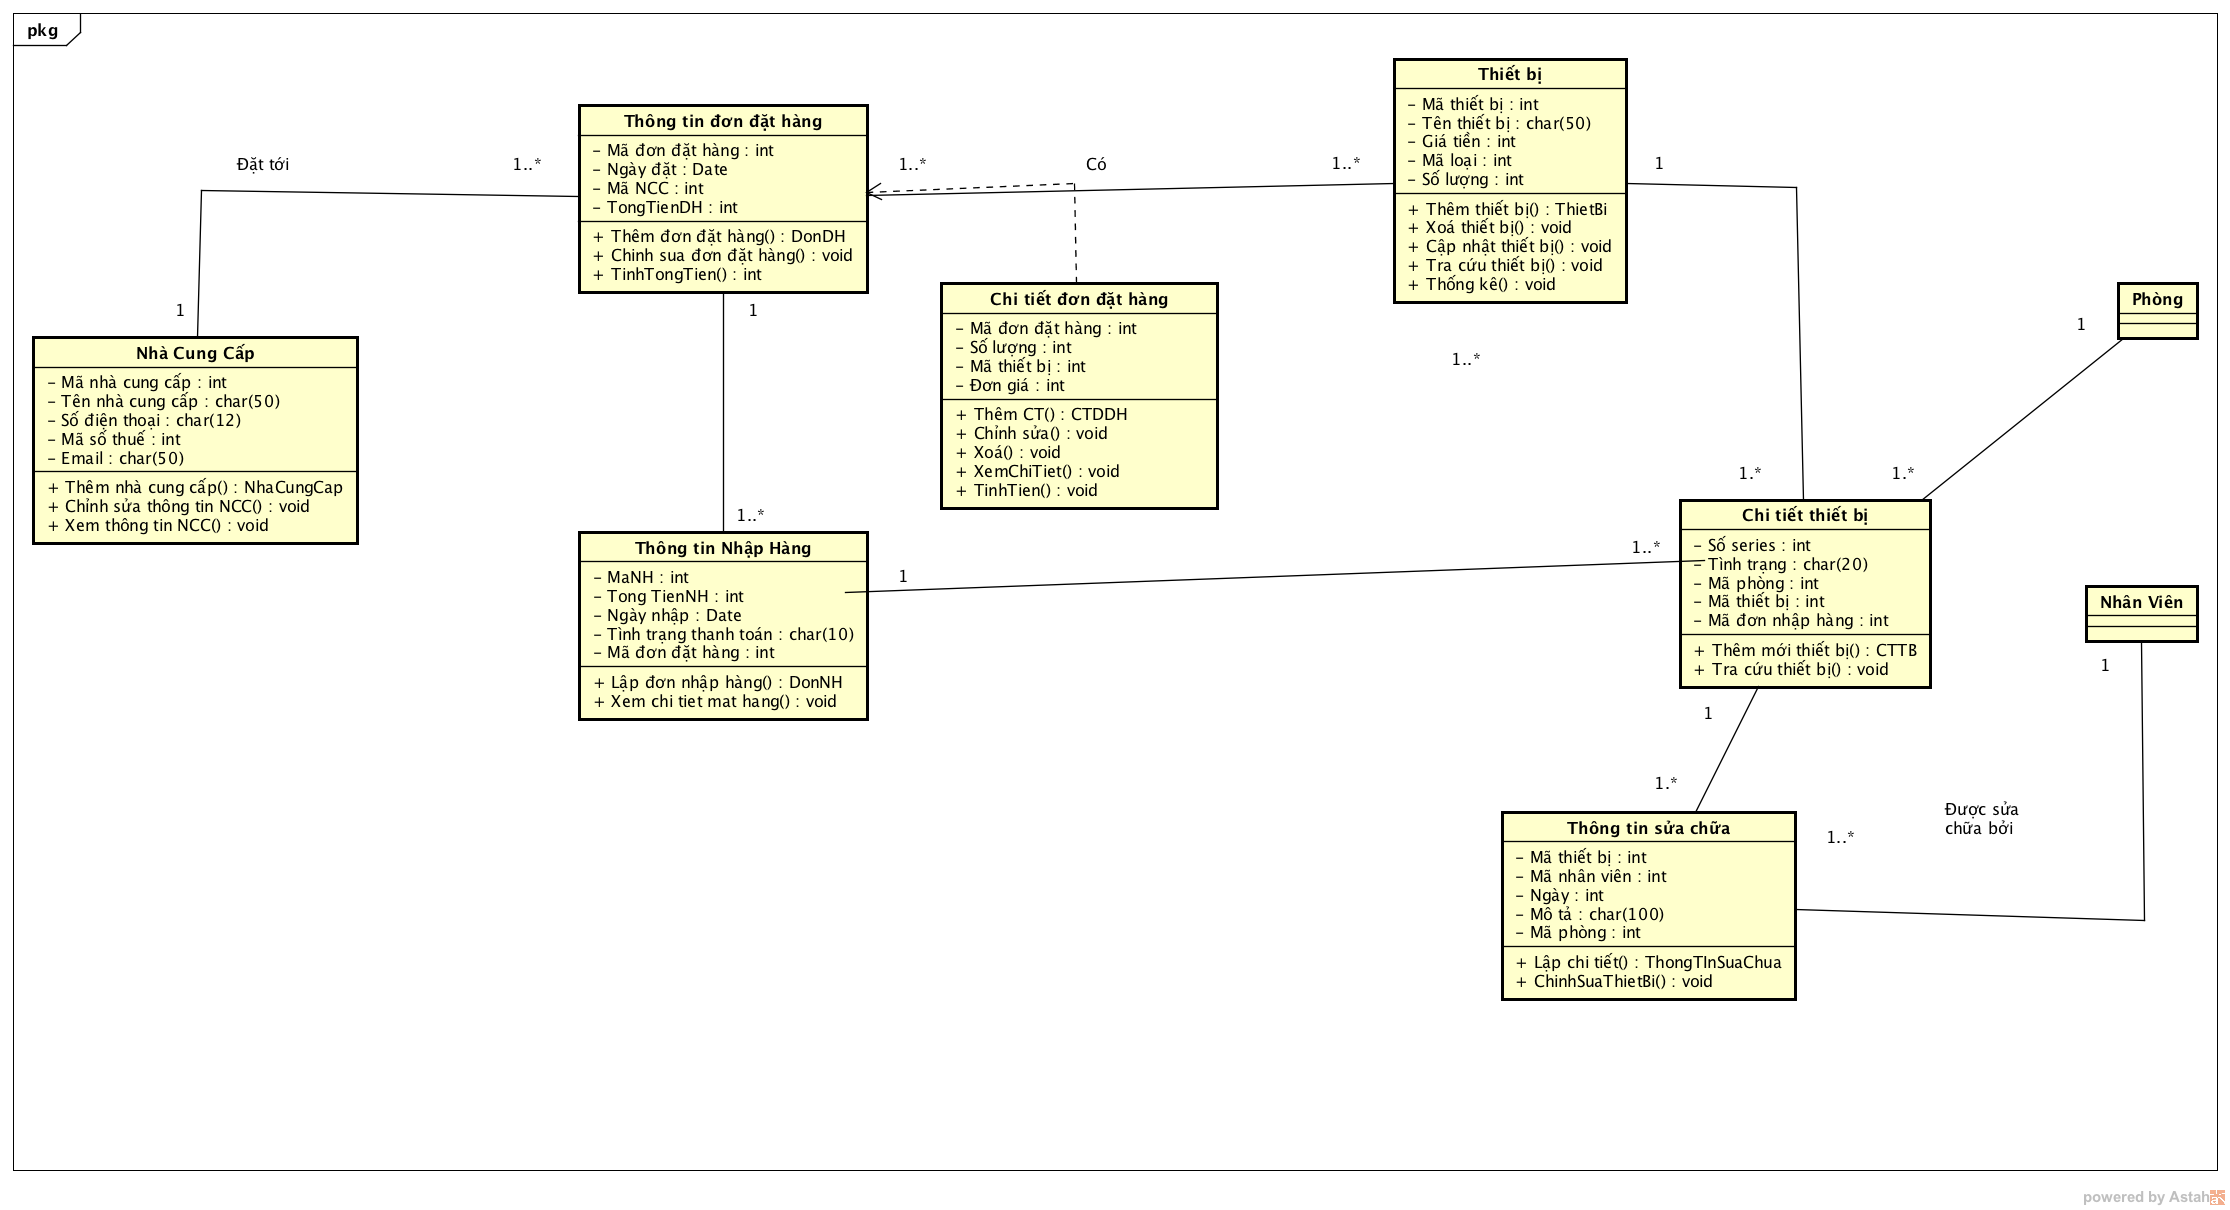 pkg
Thiết bị
- Mã thiết bị : int
- Tên thiết bị : char(50)
- Giá tiền : int
- Mã loại : int
- Số lượng : int
+ Thêm thiết bị() : ThietBi
+ Xoá thiết bị() : void
+ Cập nhật thiết bị() : void
+ Tra cứu thiết bị() : void
+ Thống kê() : void
Thông tin đơn đặt hàng
- Mã đơn đặt hàng : int
- Ngày đặt : Date
- Mã NCC : int
- TongTienDH : int
+ Thêm đơn đặt hàng() : DonDH
+ Chinh sua đơn đặt hàng() : void
+ TinhTongTien() : int
Đặt tới
1..*
1..*
Có
1..*
1
1
1
Chi tiết đơn đặt hàng
- Mã đơn đặt hàng : int
- Số lượng : int
- Mã thiết bị : int
- Đơn giá : int
+ Thêm CT() : CTDDH
+ Chỉnh sửa() : void
+ Xoá() : void
+ XemChiTiet() : void
+ TinhTien() : void
Phòng
1
1..*
Nhà Cung Cấp
- Mã nhà cung cấp : int
- Tên nhà cung cấp : char(50)
- Số điện thoại : char(12)
- Mã số thuế : int
- Email : char(50)
+ Thêm nhà cung cấp() : NhaCungCap
+ Chỉnh sửa thông tin NCC() : void
+ Xem thông tin NCC() : void
1..*
1..*
1..*
Thông tin Nhập Hàng
- MaNH : int
- Tong TienNH : int
- Ngày nhập : Date
- Tình trạng thanh toán : char(10)
- Mã đơn đặt hàng : int
+ Lập đơn nhập hàng() : DonNH
+ Xem chi tiet mat hang() : void
1
1..*
Chi tiết thiết bị
- Số series : int
- Tình trạng : char(20)
- Mã phòng : int
- Mã thiết bị : int
- Mã đơn nhập hàng : int
+ Thêm mới thiết bị() : CTTB
+ Tra cứu thiết bị() : void
Nhân Viên
1
1
1..*
Được sửa
chữa bởi
1..*
Thông tin sửa chữa
- Mã thiết bị : int
- Mã nhân viên : int
- Ngày : int
- Mô tả : char(100)
- Mã phòng : int
+ Lập chi tiết() : ThongTInSuaChua
+ ChinhSuaThietBi() : void
powered by Astah